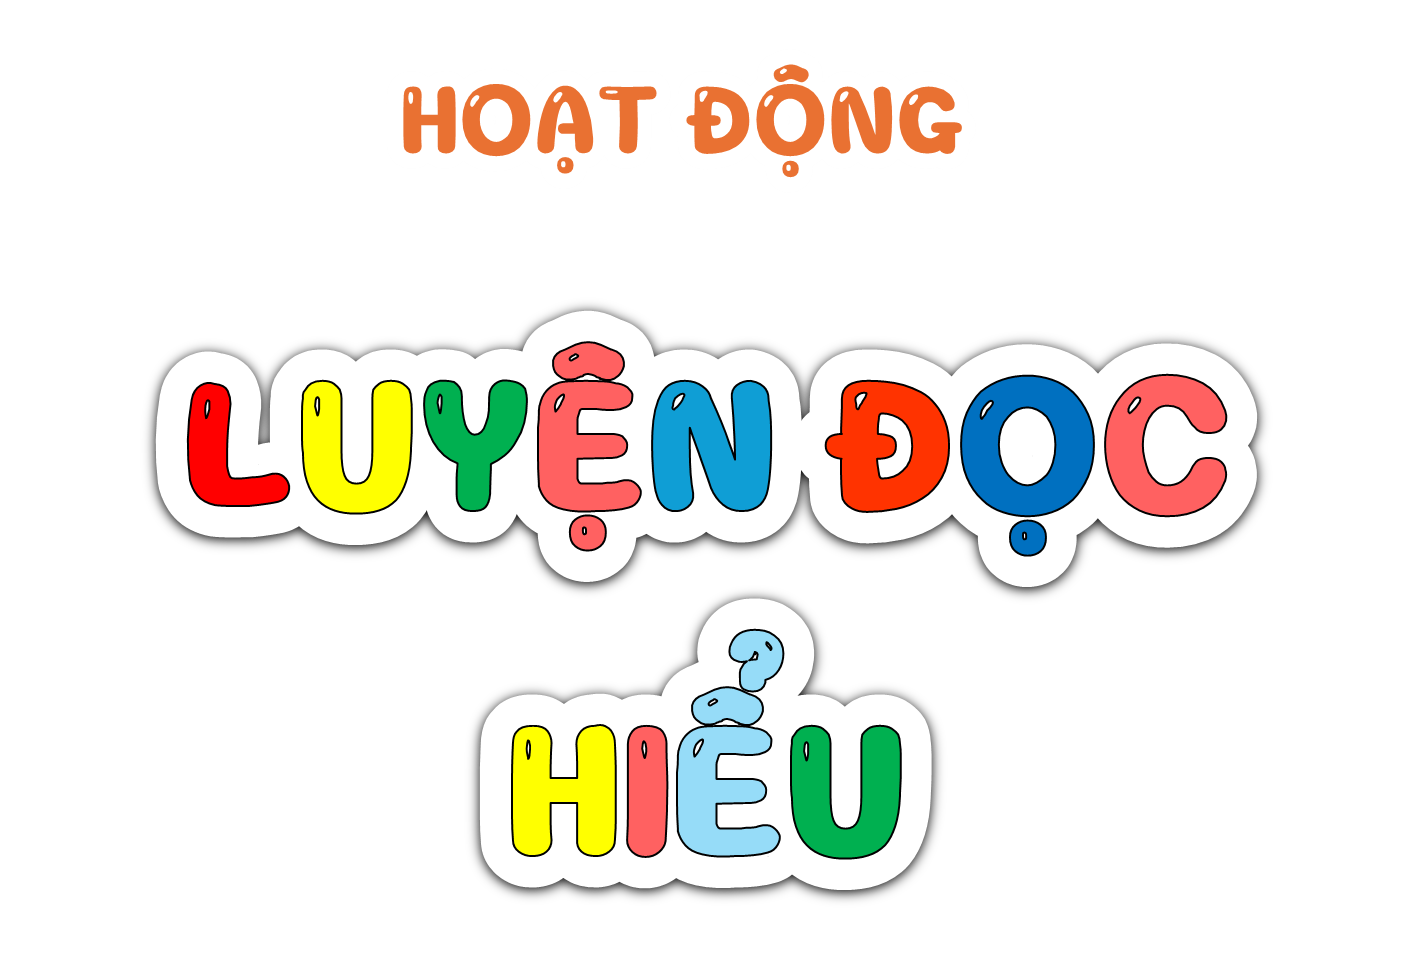 HOẠT ĐỘNG
LUYỆN ĐỌC
HIỂU